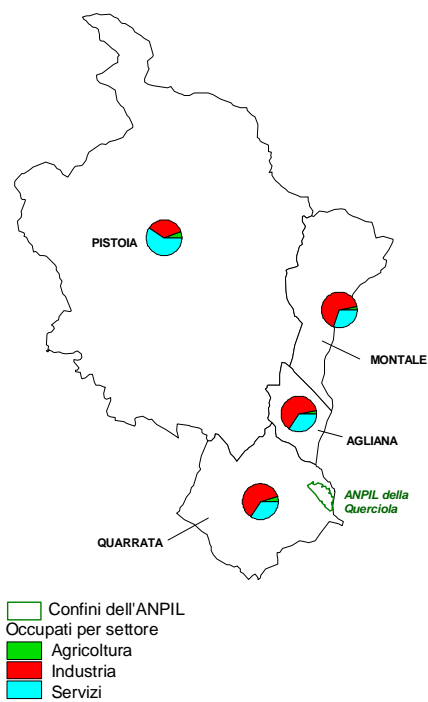 PISTOIA
MONTALE
AGLIANA
ANPIL della
Querciola
QUARRATA
Confini dell'ANPIL
Occupati per settore
Agricoltura
Industria
Servizi